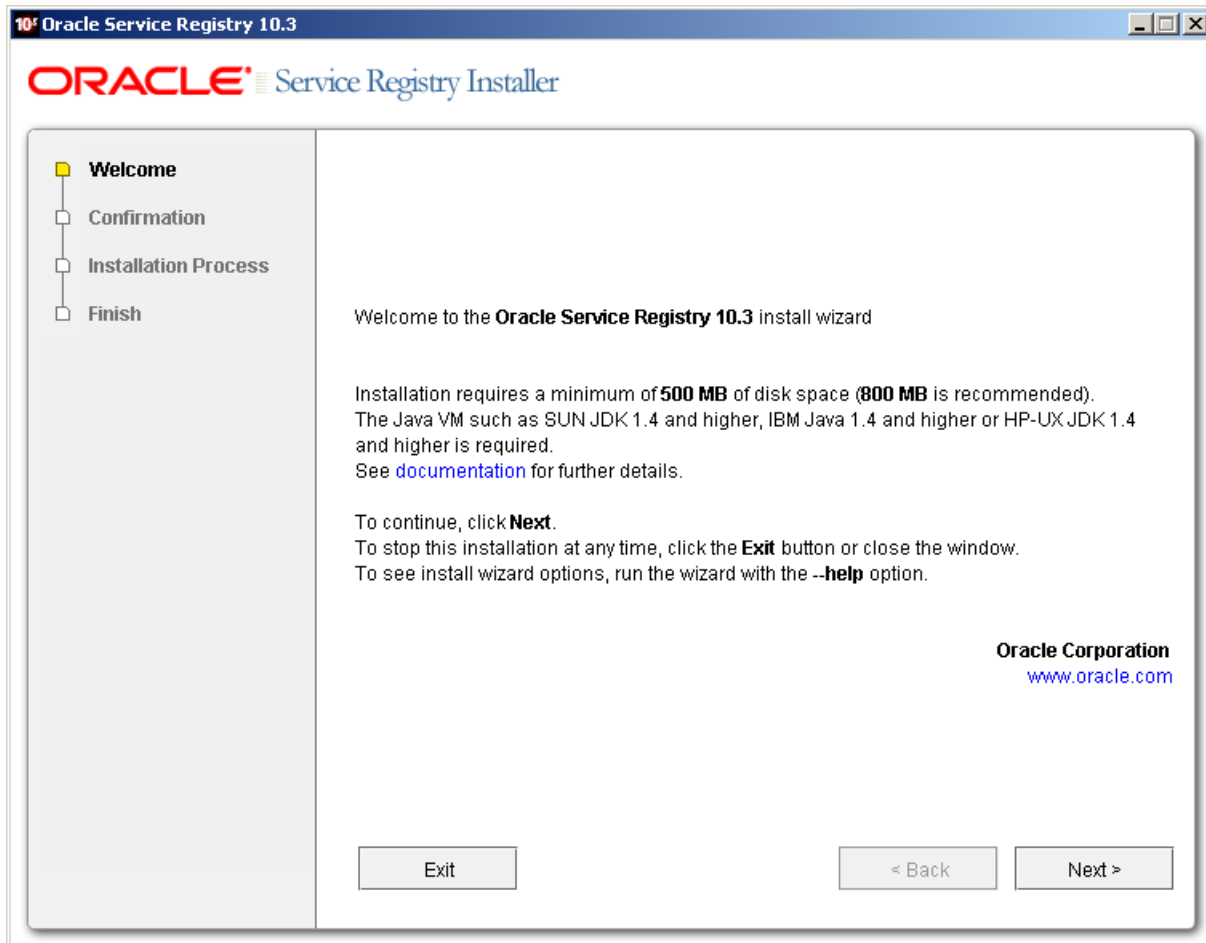 Oracle Service Registry 10.3
ORACLE Service Registry Installer
Welcome
Confirmation
Installation Process
Finish
Welcome to the Oracle Service Registry 10.3 install wizard
Installation requires a minimum of 500 MB of disk space (800 MB is recommended).
The Java VM such as SUN JDK 1.4 and higher, IBM Java 1.4 and higher or HP-UX JDK 1.4
and higher is required.
See documentation for further details.
To continue, click Next.
To stop this installation at any time, click the Exit button or close the window.
To see install wizard options, run the wizard with the --help option.
Oracle Corporation
www.oracle.com
Exit
< Back
Next >